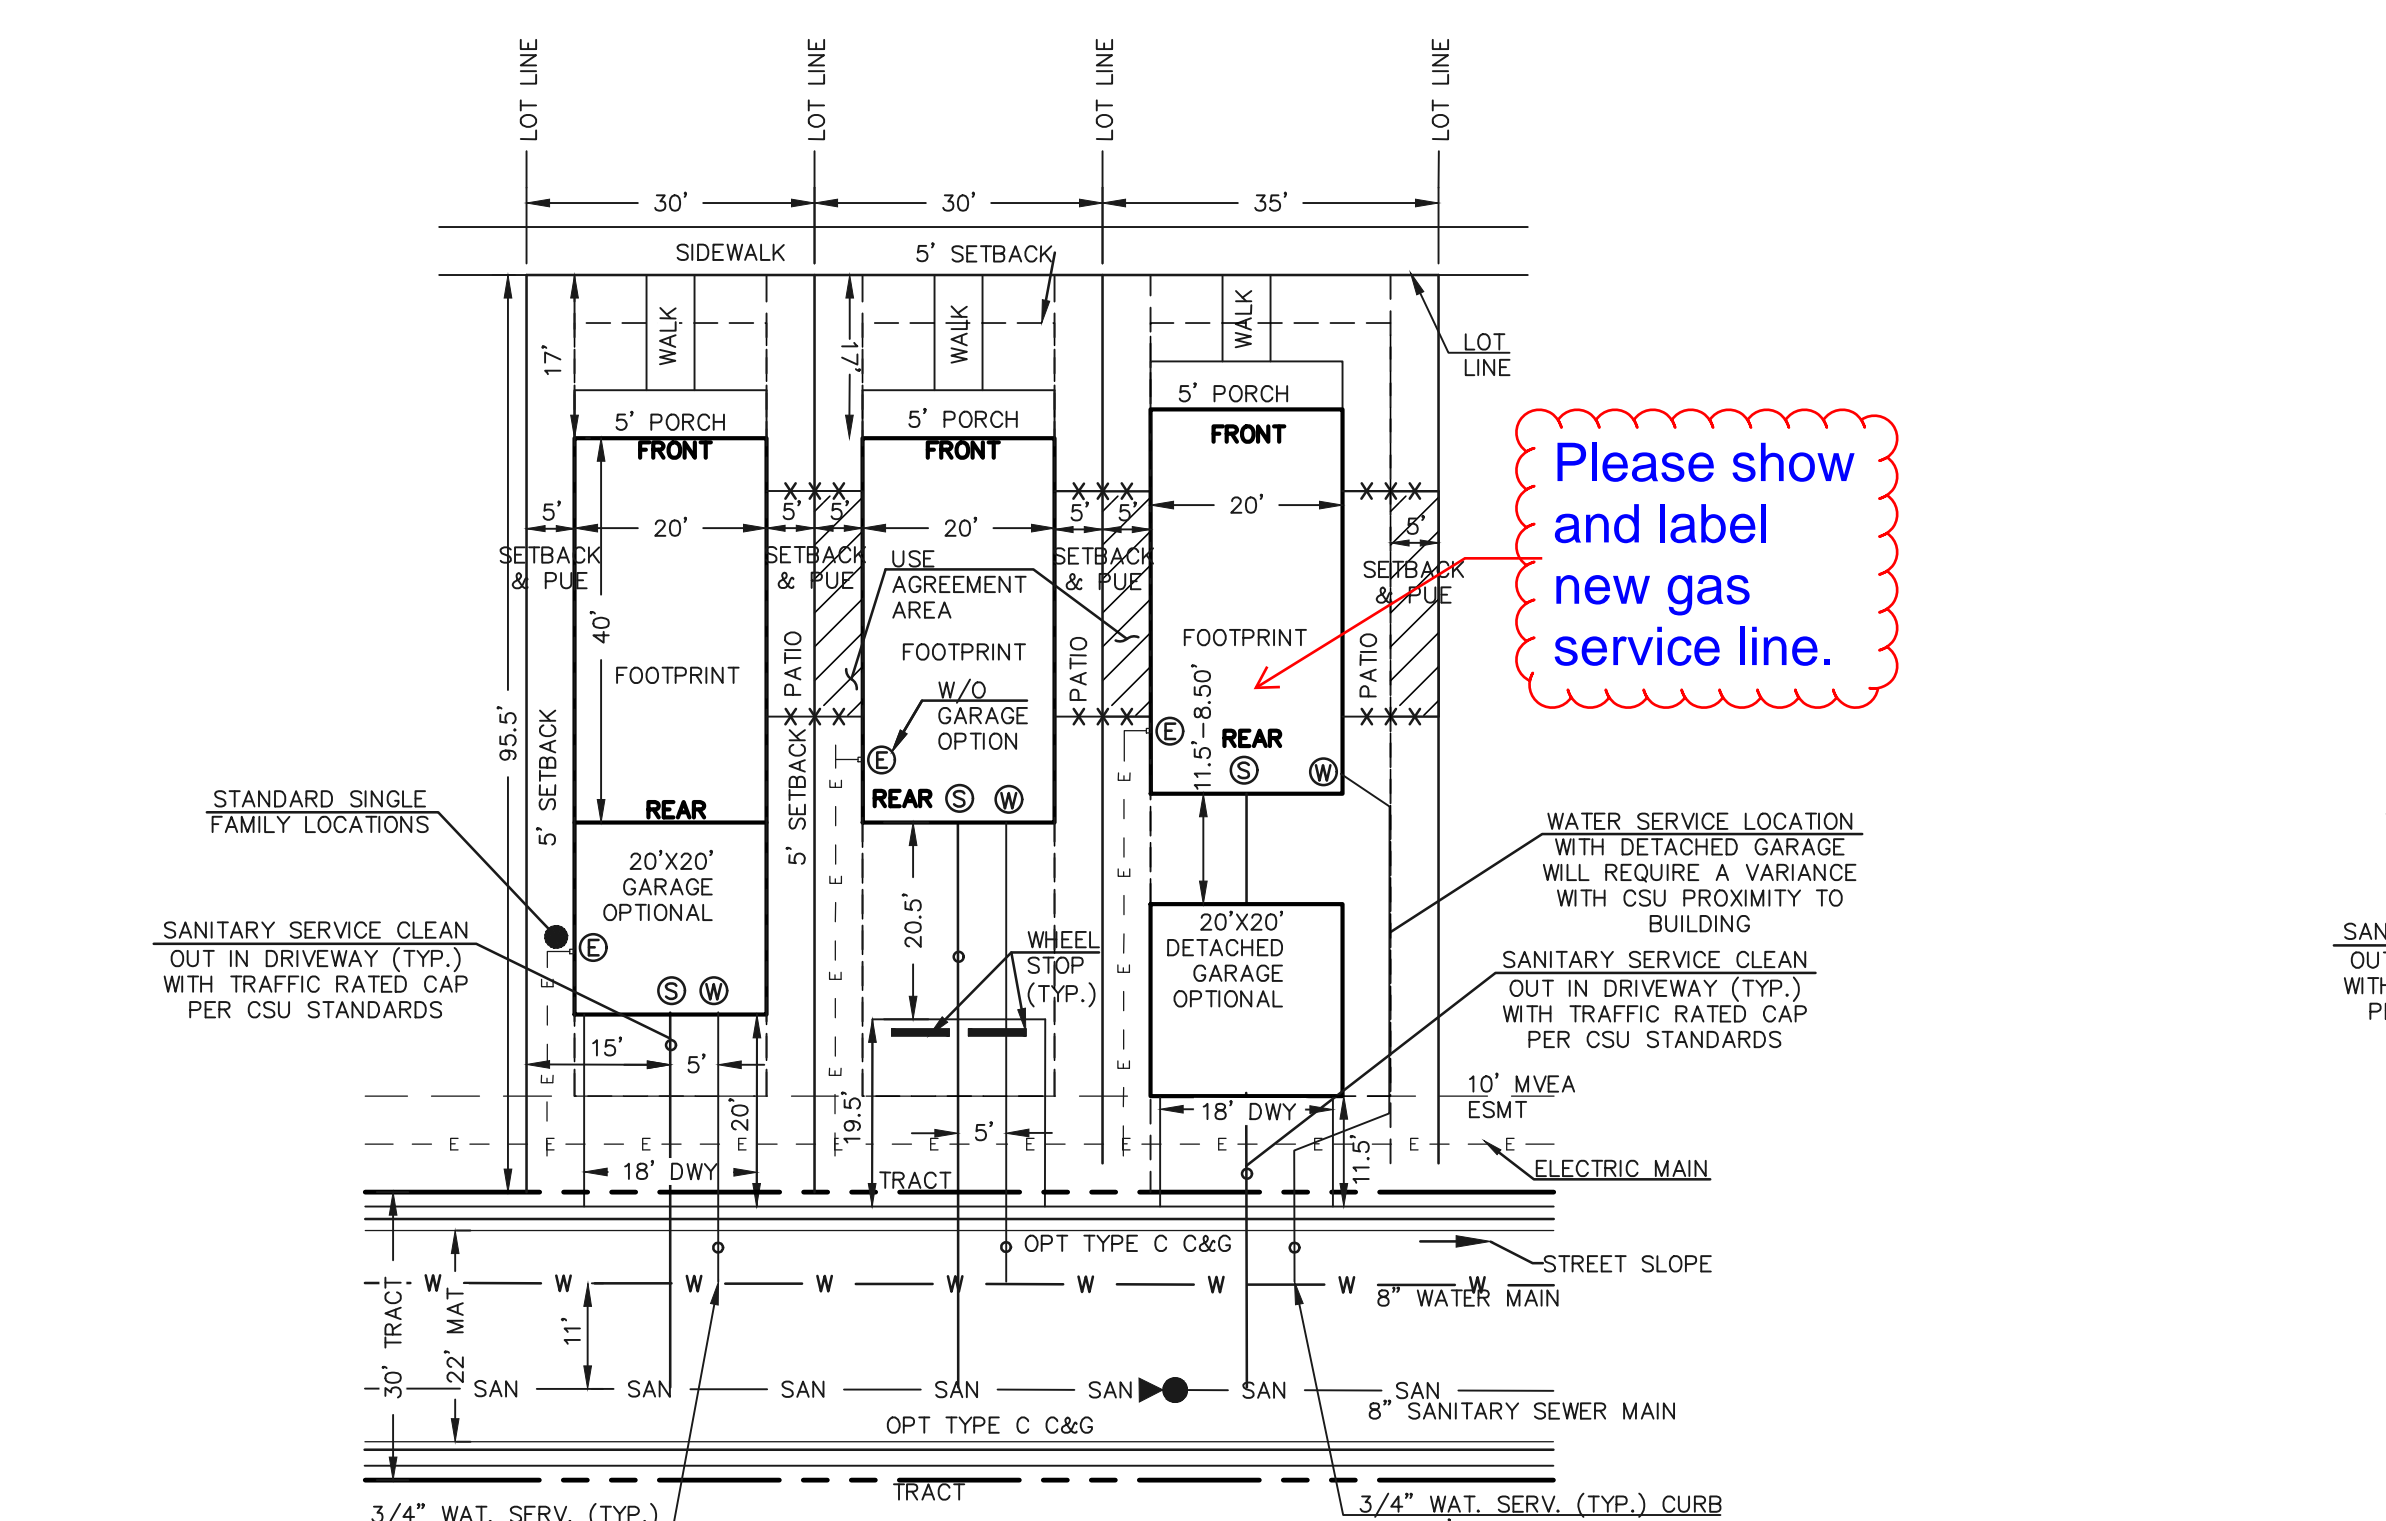 LOT LINE
LOT LINE
LOT LINE
LOT LINE
30'
30'
35'
SIDEWALK
5' SETBACK
WALK
WALK
WALK
17'
17'
LOT
LINE
5' PORCH
5' PORCH
5' PORCH
FRONT
FRONT
FRONT
Please show
and label
new gas
service line.
5'
20'
5'
5'
20'
5'
5'
20'
5'
SETBACK
& PUE
SETBACK
& PUE
SETBACK
& PUE
SETBACK
& PUE
USE
AGREEMENT
AREA
40'
FOOTPRINT
FOOTPRINT
FOOTPRINT
PATIO
PATIO
PATIO
W/O
GARAGE
OPTION
95.5'
5' SETBACK
5' SETBACK
11.5'-8.50'
E
E
REAR
REAR
REAR
S
W
S
W
STANDARD SINGLE
FAMILY LOCATIONS
WATER SERVICE LOCATION
WITH DETACHED GARAGE
WILL REQUIRE A VARIANCE
WITH CSU PROXIMITY TO
BUILDING
20'X20'
GARAGE
OPTIONAL
20.5'
20'X20'
DETACHED
GARAGE
OPTIONAL
SANITARY SERVICE CLEAN
OUT IN DRIVEWAY (TYP.)
WITH TRAFFIC RATED CAP
PER CSU STANDARDS
E
S
W
WHEEL
STOP
(TYP.)
SANITARY SERVICE CLEAN
OUT IN DRIVEWAY (TYP.)
WITH TRAFFIC RATED CAP
PER CSU STANDARDS
SAN
OUT
WITH
15'
5'
20'
19.5'
5'
18' DWY
11.5'
10' MVEA
ESMT
E E E E E E E E E E E E
E E
E E E E
E E E E
18' DWY
TRACT
ELECTRIC MAIN
OPT TYPE C C&G
STREET SLOPE
W W W W W W W W W
8" WATER MAIN
30' TRACT
22' MAT
11'
SAN SAN SAN SAN SAN SAN SAN
8" SANITARY SEWER MAIN
OPT TYPE C C&G
TRACT
3/4" WAT. SERV. (TYP.)
3/4" WAT. SERV. (TYP.) CURB